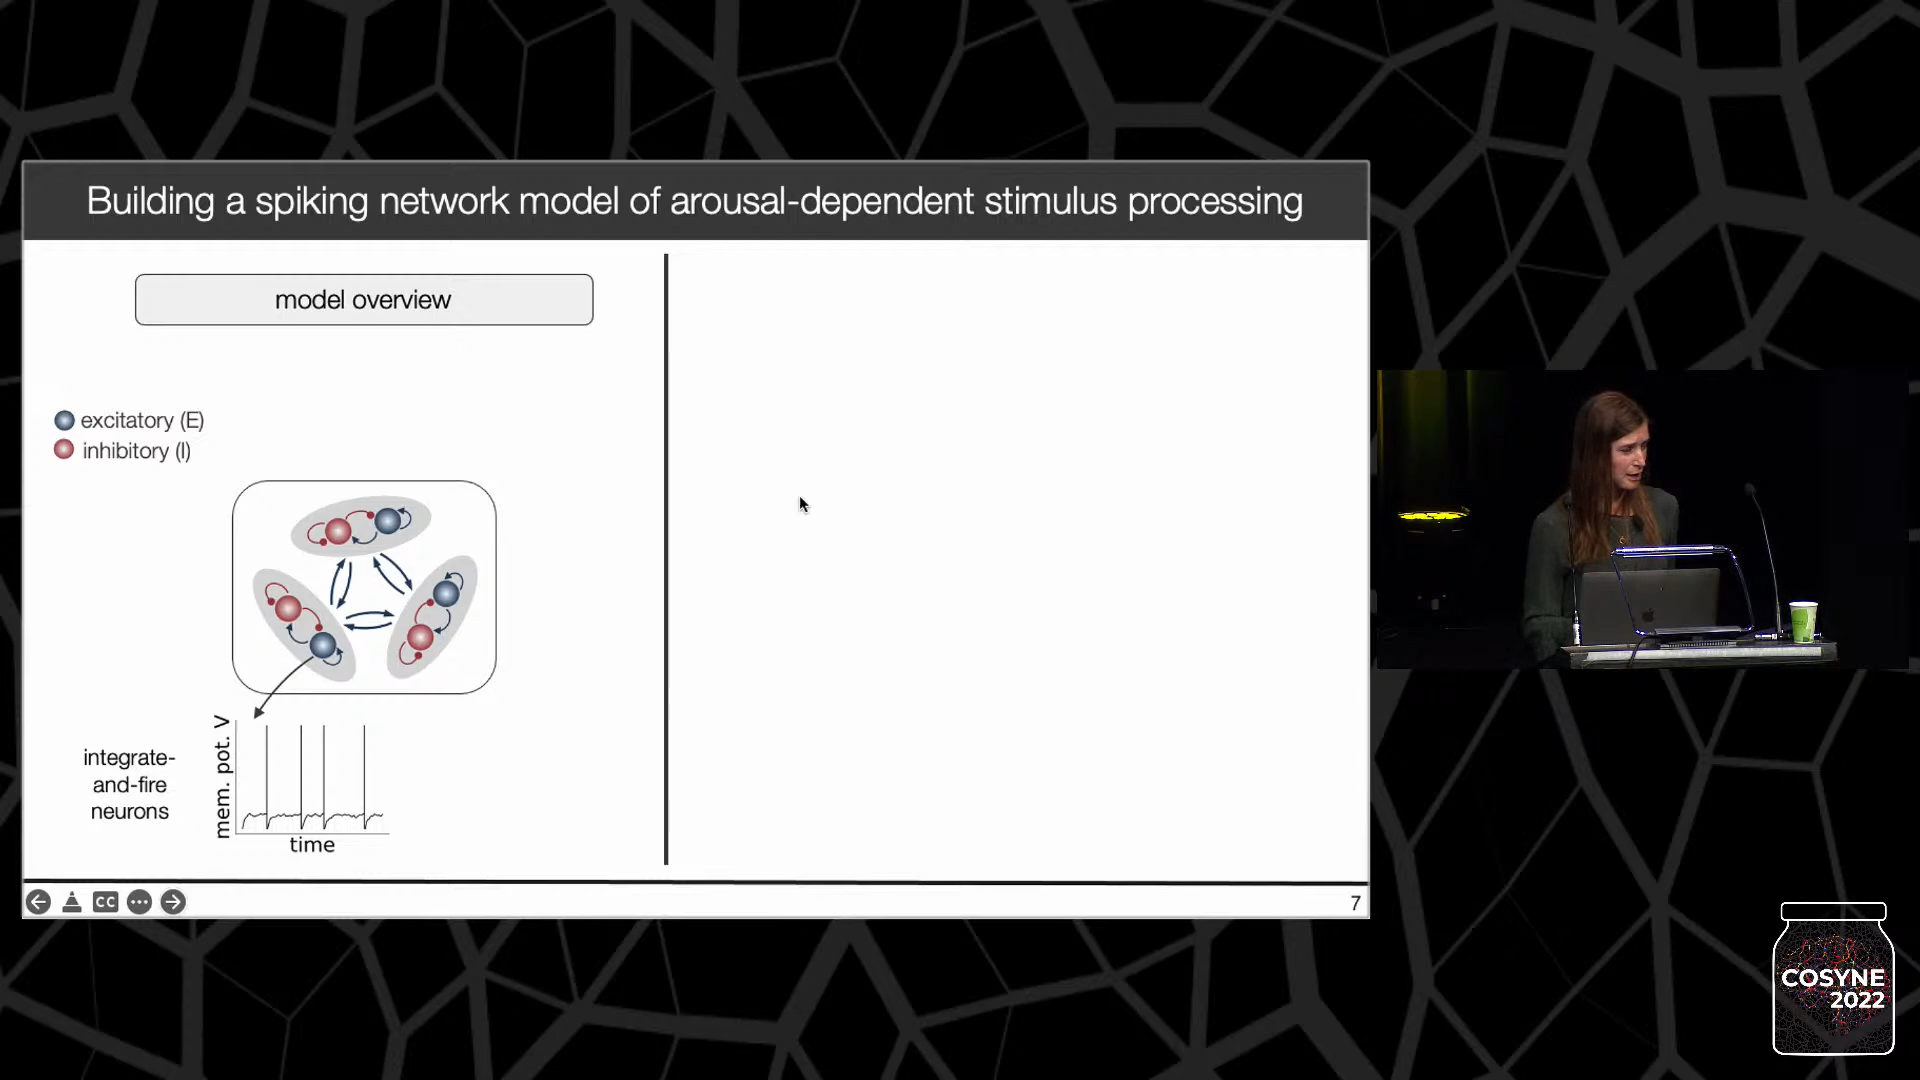 Building a spiking network model of arousal-dependent stimulus processing
model overview
excitatory (E)
inhibitory (I)
integrate-
and-fire
neurons
mem. pot. V
time
CC
7
COSYNE
2022